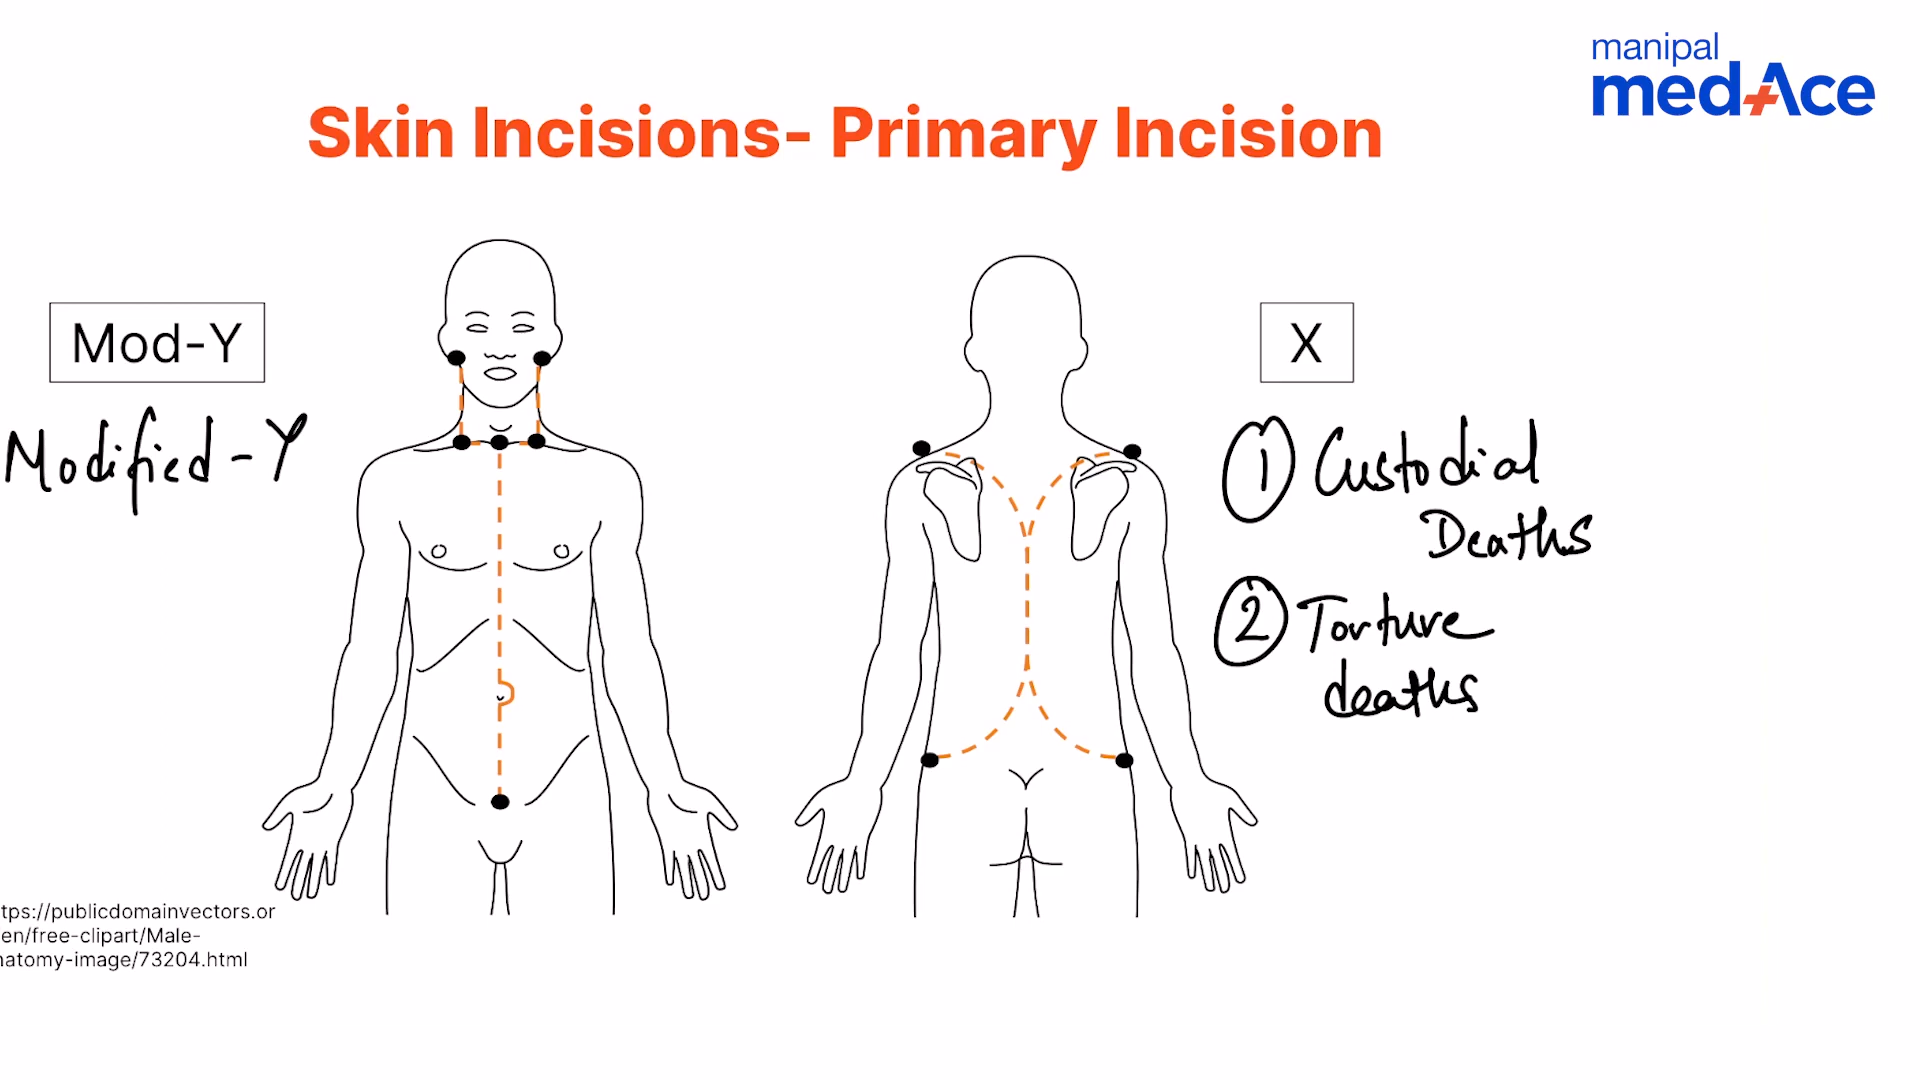 manipal
medAce
Skin Incisions- Primary Incision
Mod-Y
Modified-Y
X
1 Custodial
Deaths
2 Torture
deaths
tps://publicdomainvectors.or
en/free-clipart/Male-
natomy-image/73204.html